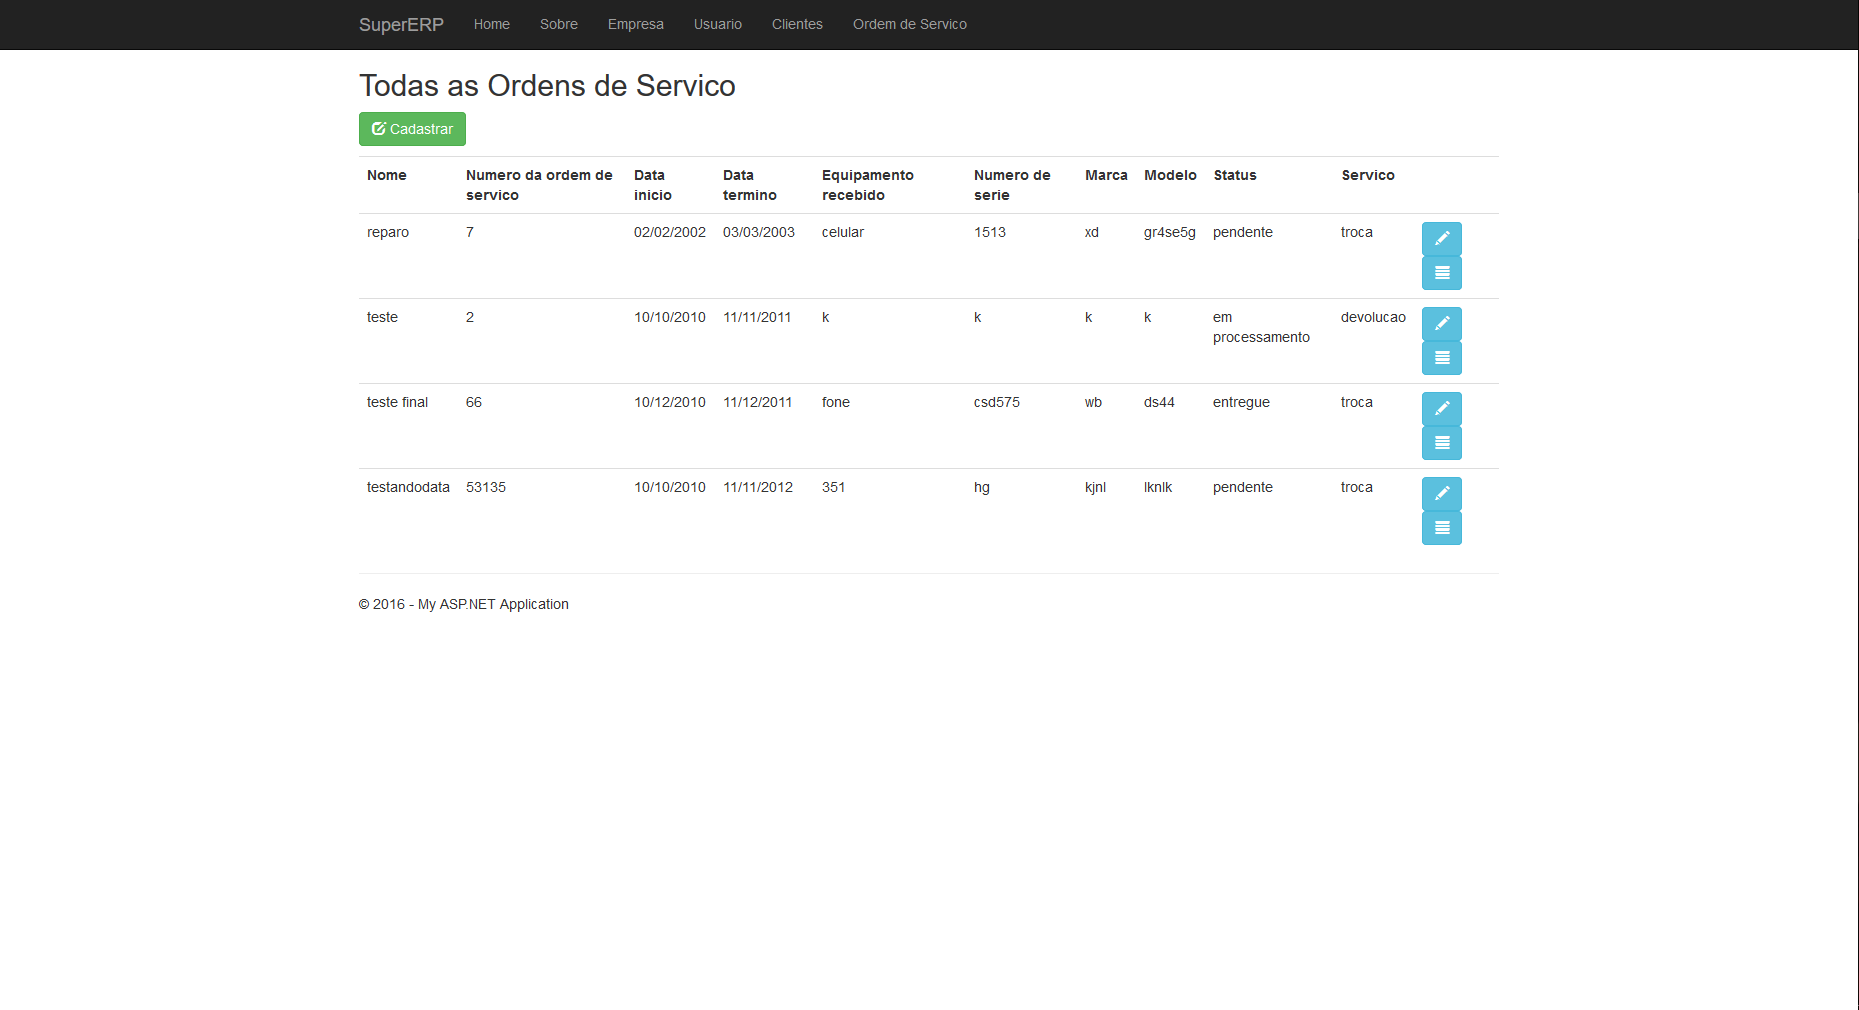 SuperERP Home Sobre Empresa Usuario Clientes Ordem de Servico
Todas as Ordens de Servico
Cadastrar
Nome Numero da ordem de servico Data inicio Data termino Equipamento recebido Numero de serie Marca Modelo Status Servico
reparo 7 02/02/2002 03/03/2003 celular 1513 xd gr4se5g pendente troca
teste 2 10/10/2010 11/11/2011 k k k k em processamento devolucao
teste final 66 10/12/2010 11/12/2011 fone csd575 wb ds44 entregue troca
testandodata 53135 10/10/2010 11/11/2012 351 hg kjnl lknlk pendente troca
© 2016 - My ASP.NET Application